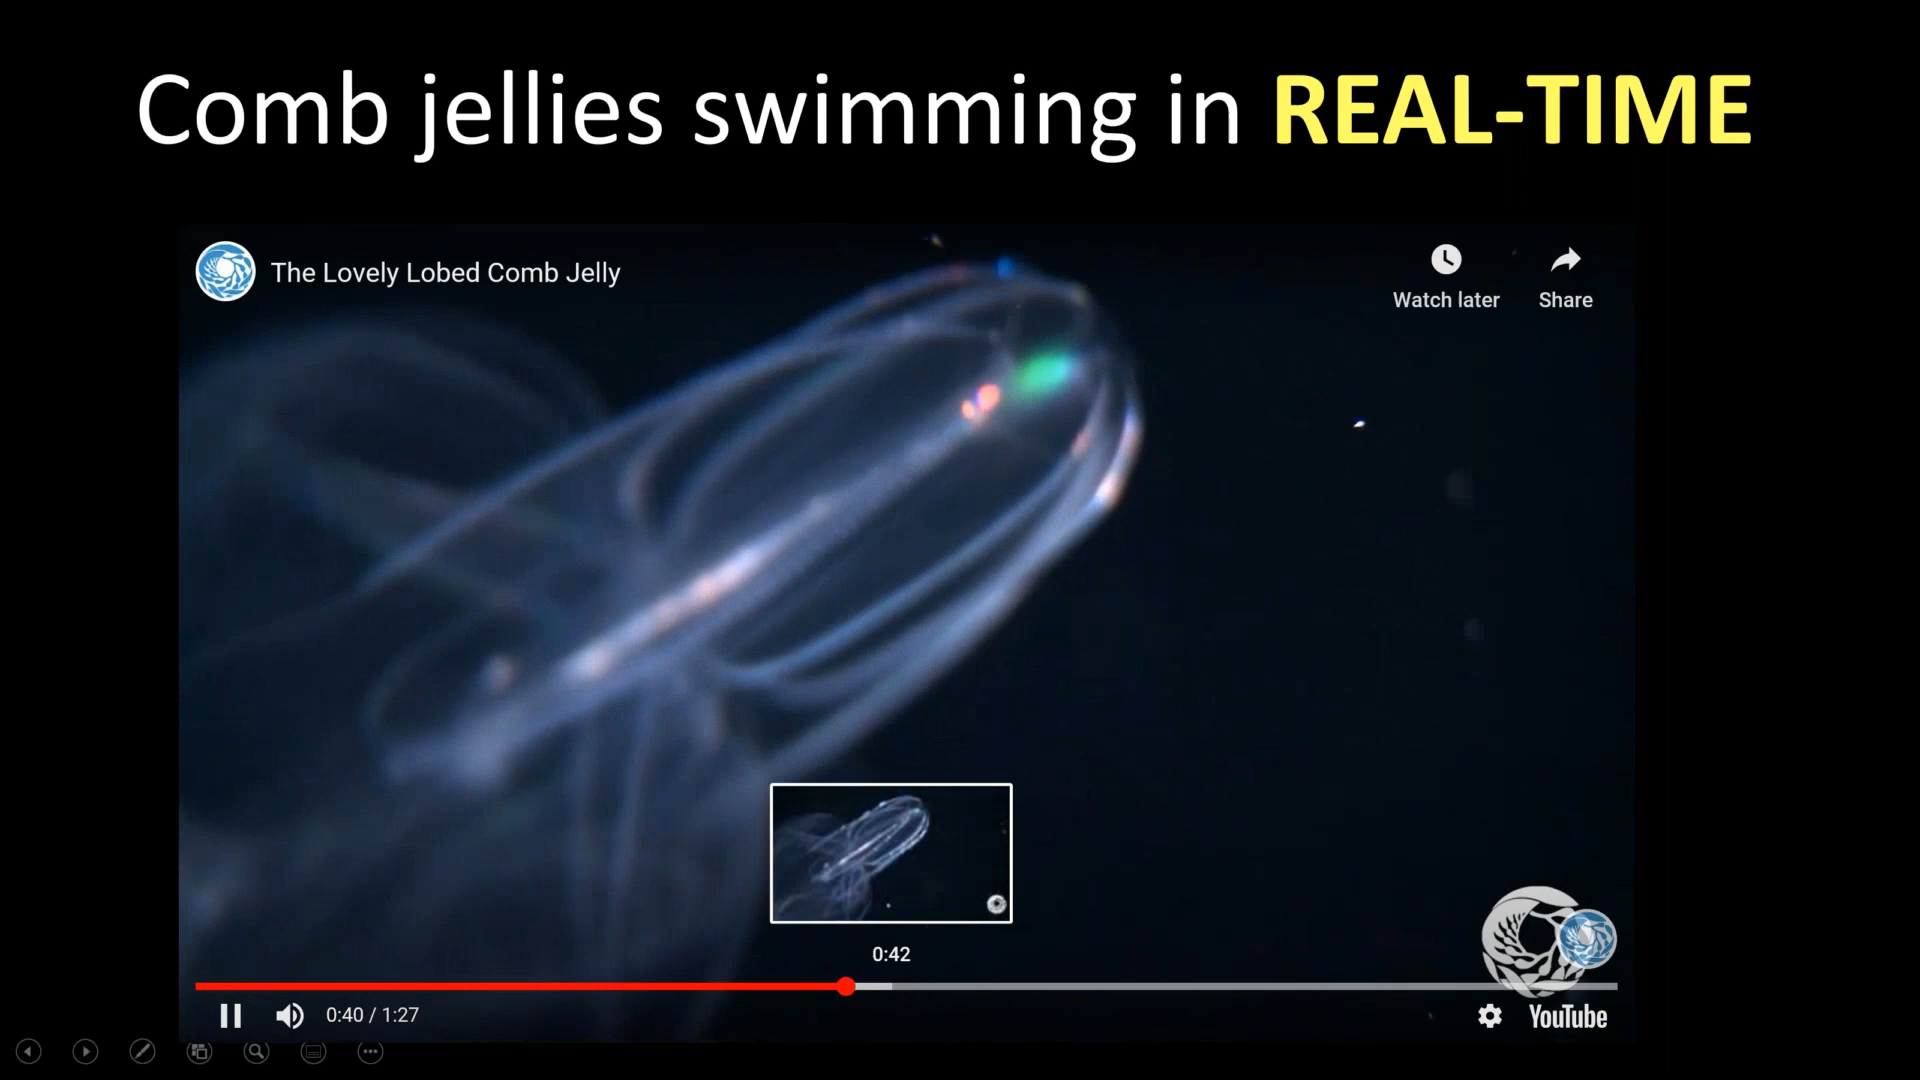 Comb jellies swimming in REAL-TIME
The Lovely Lobed Comb Jelly
Watch later
Share
0:42
0:40 / 1:27
YouTube